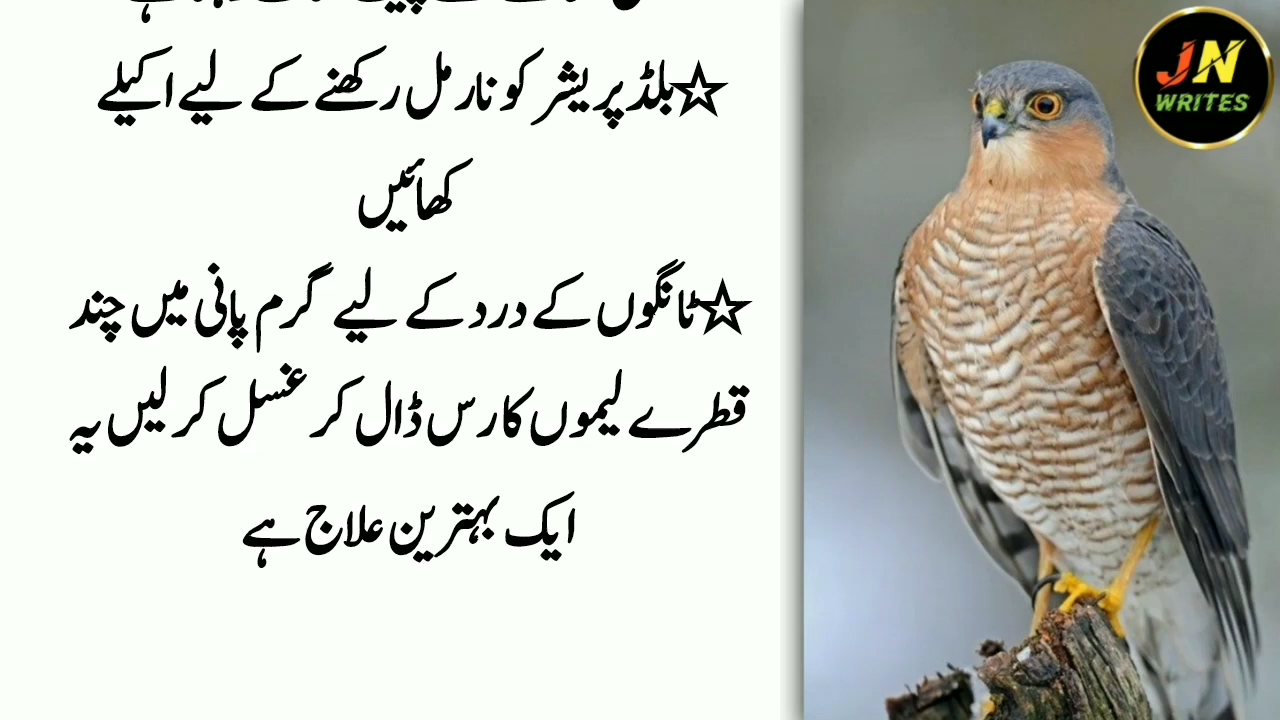 ☆بلڈ پریشر کو نارمل رکھنے کے لیے اکیلے
کھائیں
☆ٹانگوں کے درد کے لیے گرم پانی میں چند
قطرے لیموں کا رس ڈال کر غسل کر لیں یہ
ایک بہترین علاج ہے
JN
WRITES